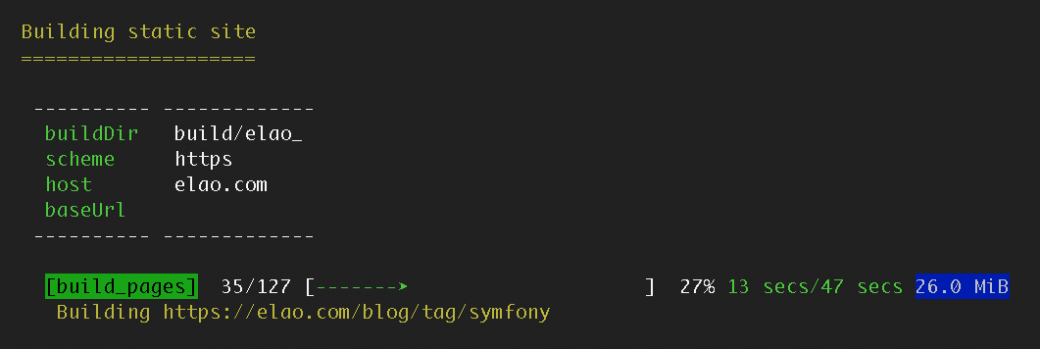 Building static site
====================
---------- -------------
buildDir   build/elao_
scheme     https
host       elao.com
baseUrl
---------- -------------
[build_pages]  35/127 [------->                    ]  27% 13 secs/47 secs 26.0 MiB
Building https://elao.com/blog/tag/symfony